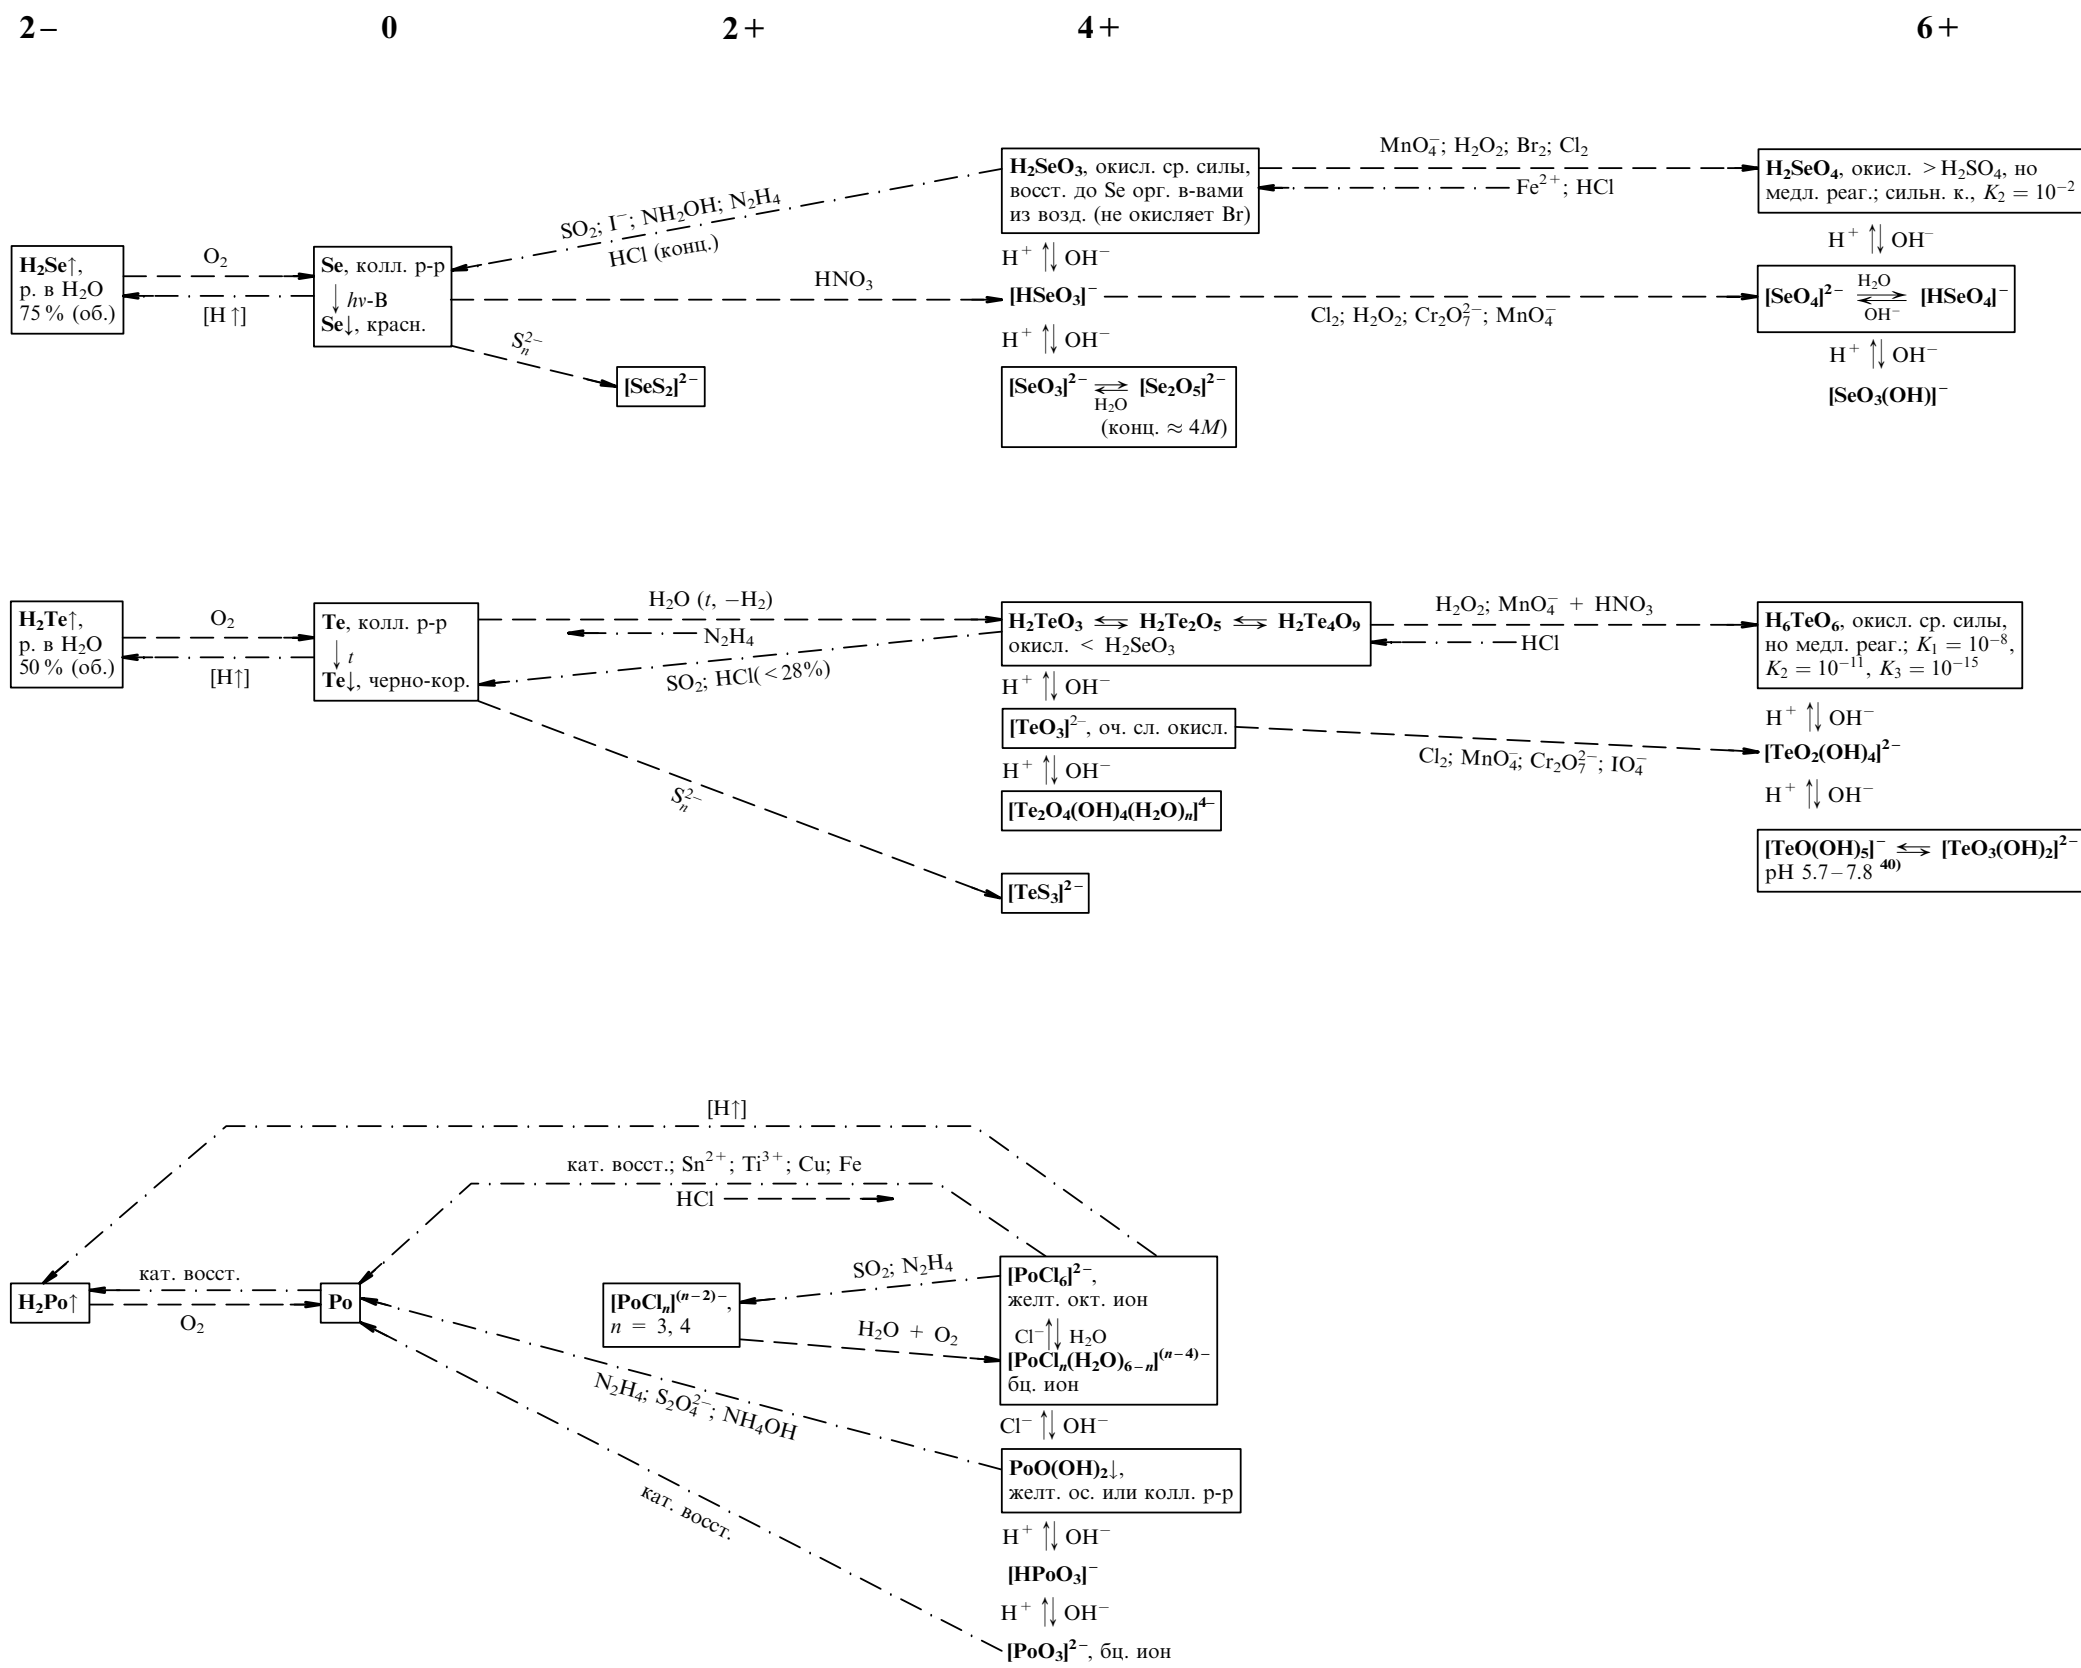 2− 0 2+ 4+ 6+
MnO₄⁻; H₂O₂; Br₂; Cl₂
H₂SeO₃, окисл. ср. силы,
восст. до Se орг. в-вами
из возд. (не окисляет Br)
Fe²⁺; HCl
H₂SeO₄, окисл. > H₂SO₄, но
медл. реаг.; сильн. к., K₂ = 10⁻²
SO₂; I⁻; NH₂OH; N₂H₄
HCl (конц.)
H⁺ ⇅ OH⁻
H⁺ ⇅ OH⁻
H₂Se↑,
р. в H₂O
75 % (об.)
O₂
[H↑]
Se, колл. р-р
↓ hν-В
Se↓, красн.
HNO₃
[HSeO₃]⁻
Cl₂; H₂O₂; Cr₂O₇²⁻; MnO₄⁻
[SeO₄]²⁻ H₂O ⇄ OH⁻ [HSeO₄]⁻
H⁺ ⇅ OH⁻
H⁺ ⇅ OH⁻
Sₙ²⁻
[SeS₂]²⁻
[SeO₃]²⁻ ⇄ H₂O [Se₂O₅]²⁻
(конц. ≈ 4M)
[SeO₃(OH)]⁻
H₂Te↑,
р. в H₂O
50 % (об.)
O₂
[H↑]
Te, колл. р-р
↓ t
Te↓, черно-кор.
H₂O (t, −H₂)
N₂H₄
SO₂; HCl(<28%)
H₂TeO₃ ⇄ H₂Te₂O₅ ⇄ H₂Te₄O₉
окисл. < H₂SeO₃
H₂O₂; MnO₄⁻ + HNO₃
HCl
H₆TeO₆, окисл. ср. силы,
но медл. реаг.; K₁ = 10⁻⁸,
K₂ = 10⁻¹¹, K₃ = 10⁻¹⁵
H⁺ ⇅ OH⁻
H⁺ ⇅ OH⁻
[TeO₃]²⁻, оч. сл. окисл.
Cl₂; MnO₄⁻; Cr₂O₇²⁻; IO₄⁻
[TeO₂(OH)₄]²⁻
H⁺ ⇅ OH⁻
H⁺ ⇅ OH⁻
Sₙ²⁻
[Te₂O₄(OH)₄(H₂O)ₙ]⁴⁻
[TeO(OH)₅]⁻ ⇄ [TeO₃(OH)₂]²⁻
pH 5.7−7.8 ⁴⁰⁾
[TeS₃]²⁻
[H↑]
кат. восст.; Sn²⁺; Ti³⁺; Cu; Fe
HCl
H₂Po↑
кат. восст.
O₂
Po
[PoClₙ]⁽ⁿ⁻²⁾⁻,
n = 3, 4
SO₂; N₂H₄
H₂O + O₂
[PoCl₆]²⁻,
желт. окт. ион
Cl⁻ ⇅ H₂O
[PoClₙ(H₂O)₆₋ₙ]⁽ⁿ⁻⁴⁾⁻
бц. ион
N₂H₄; S₂O₄²⁻; NH₄OH
Cl⁻ ⇅ OH⁻
PoO(OH)₂↓,
желт. ос. или колл. р-р
кат. восст.
H⁺ ⇅ OH⁻
[HPoO₃]⁻
H⁺ ⇅ OH⁻
[PoO₃]²⁻, бц. ион